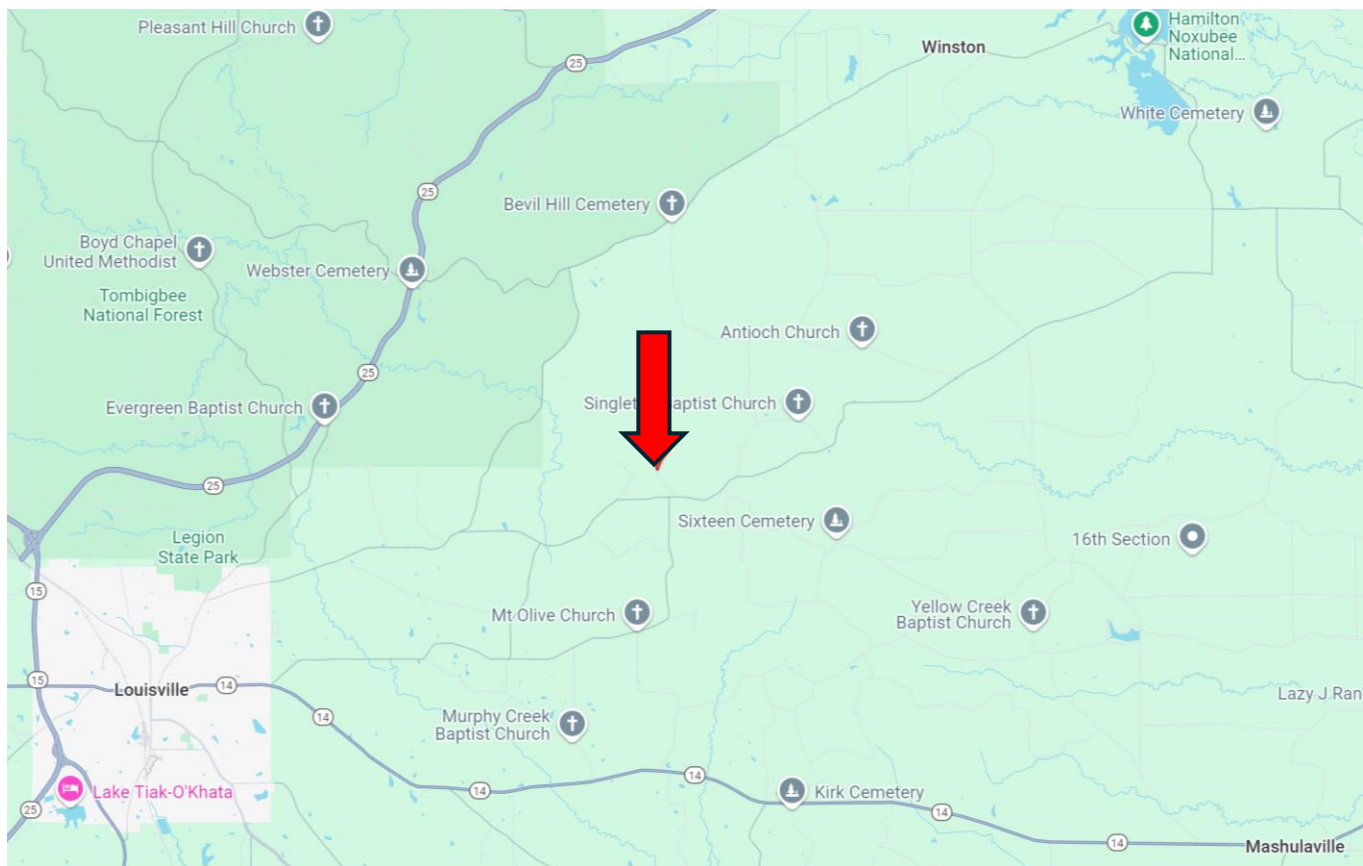 Pleasant Hill Church
25
Winston
Hamilton
Noxubee
National...
White Cemetery
25
Bevil Hill Cemetery
Boyd Chapel
United Methodist
Webster Cemetery
Tombigbee
National Forest
Antioch Church
25
Evergreen Baptist Church
Singlet
aptist Church
25
Sixteen Cemetery
16th Section
Legion
State Park
15
Mt Olive Church
Yellow Creek
Baptist Church
15
Louisville
14
14
Lazy J Ran
Murphy Creek
Baptist Church
14
14
Lake Tiak-O'Khata
Kirk Cemetery
25
14
14
Mashulaville